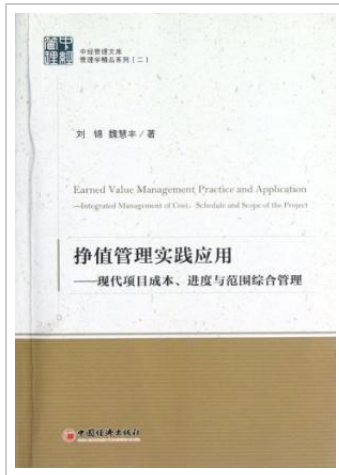 中经管理文库
管理学精品系列（二）
刘 锦 魏慧丰／著
Earned Value Management Practice and Application
—Integrated Management of Cost、Schedule and Scope of the Project
挣值管理实践应用
——现代项目成本、进度与范围综合管理
中国经济出版社